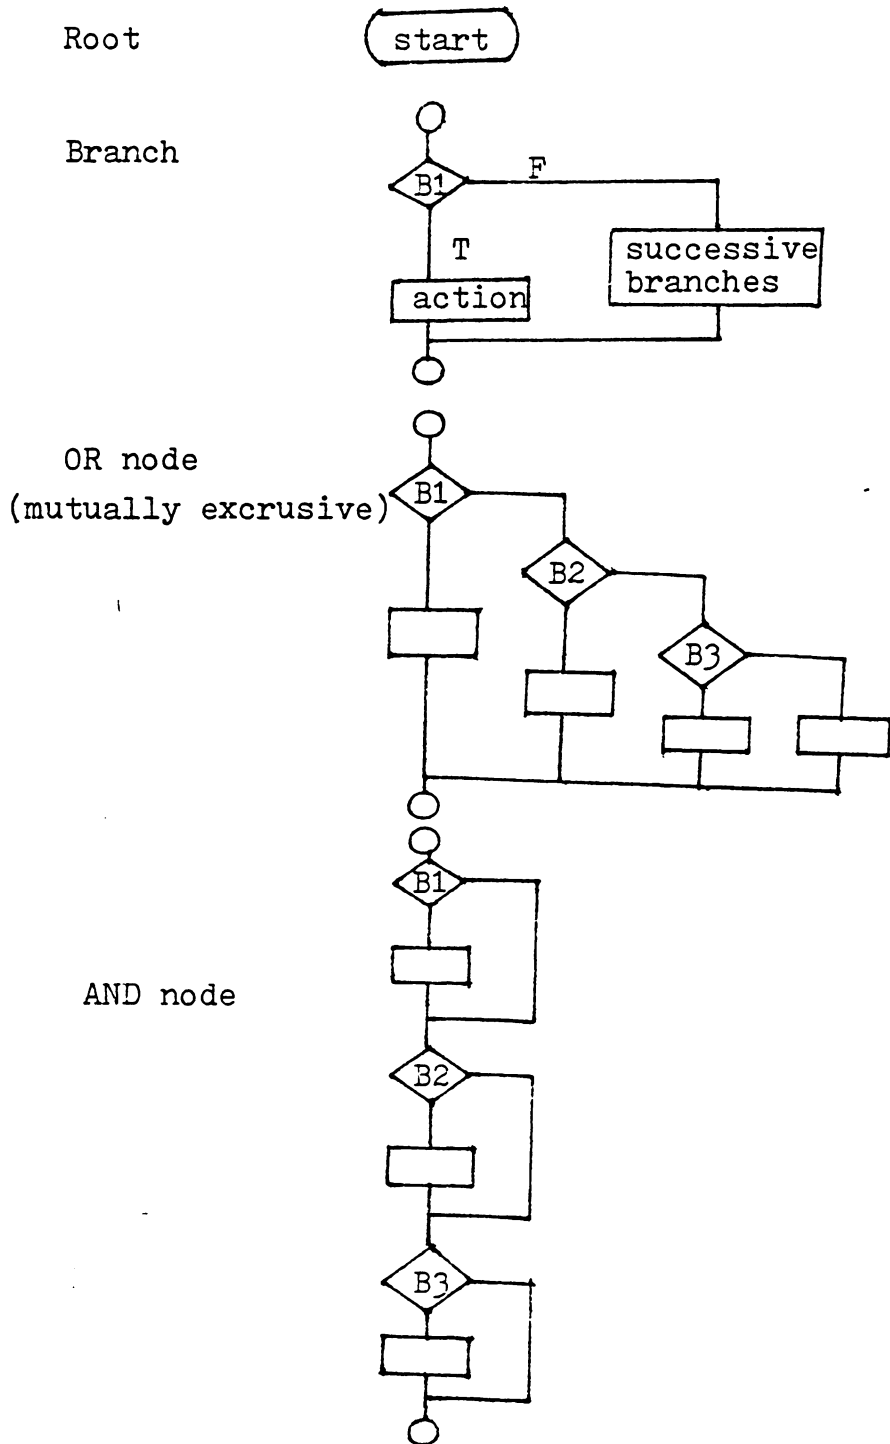 Root
start
Branch
B1
F
T
successive
branches
action
OR node
(mutually excrusive)
B1
B2
B3
B1
AND node
B2
B3